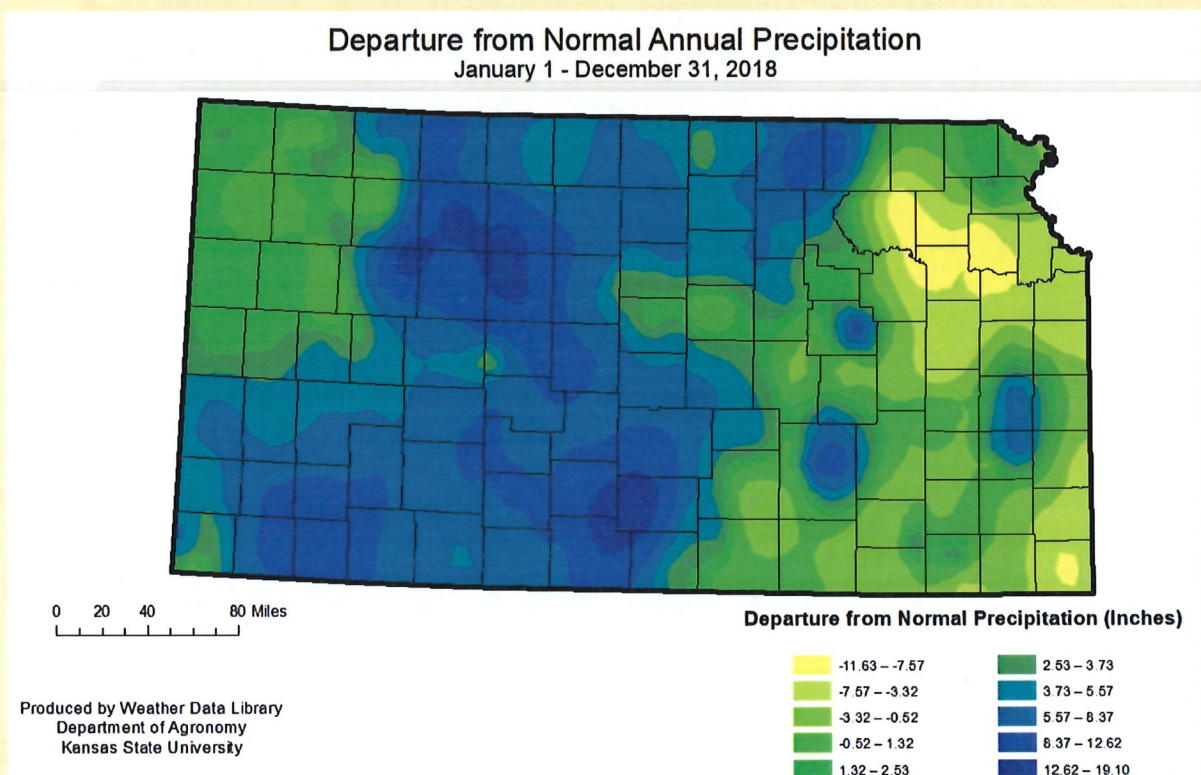 Departure from Normal Annual Precipitation
January 1 - December 31, 2018
0 20 40 80 Miles
Departure from Normal Precipitation (Inches)
-11.63 – -7.57
-7.57 – -3.32
-3.32 – -0.52
-0.52 – 1.32
1.32 – 2.53
2.53 – 3.73
3.73 – 5.57
5.57 – 8.37
8.37 – 12.62
12.62 – 19.10
Produced by Weather Data Library
Department of Agronomy
Kansas State University